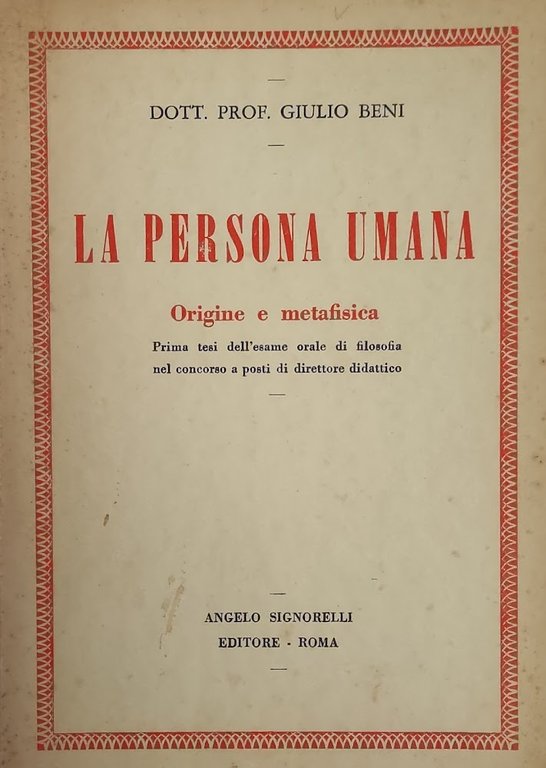 DOTT. PROF. GIULIO BENI
LA PERSONA UMANA
Origine e metafisica
Prima tesi dell'esame orale di filosofia
nel concorso a posti di direttore didattico
ANGELO SIGNORELLI
EDITORE - ROMA